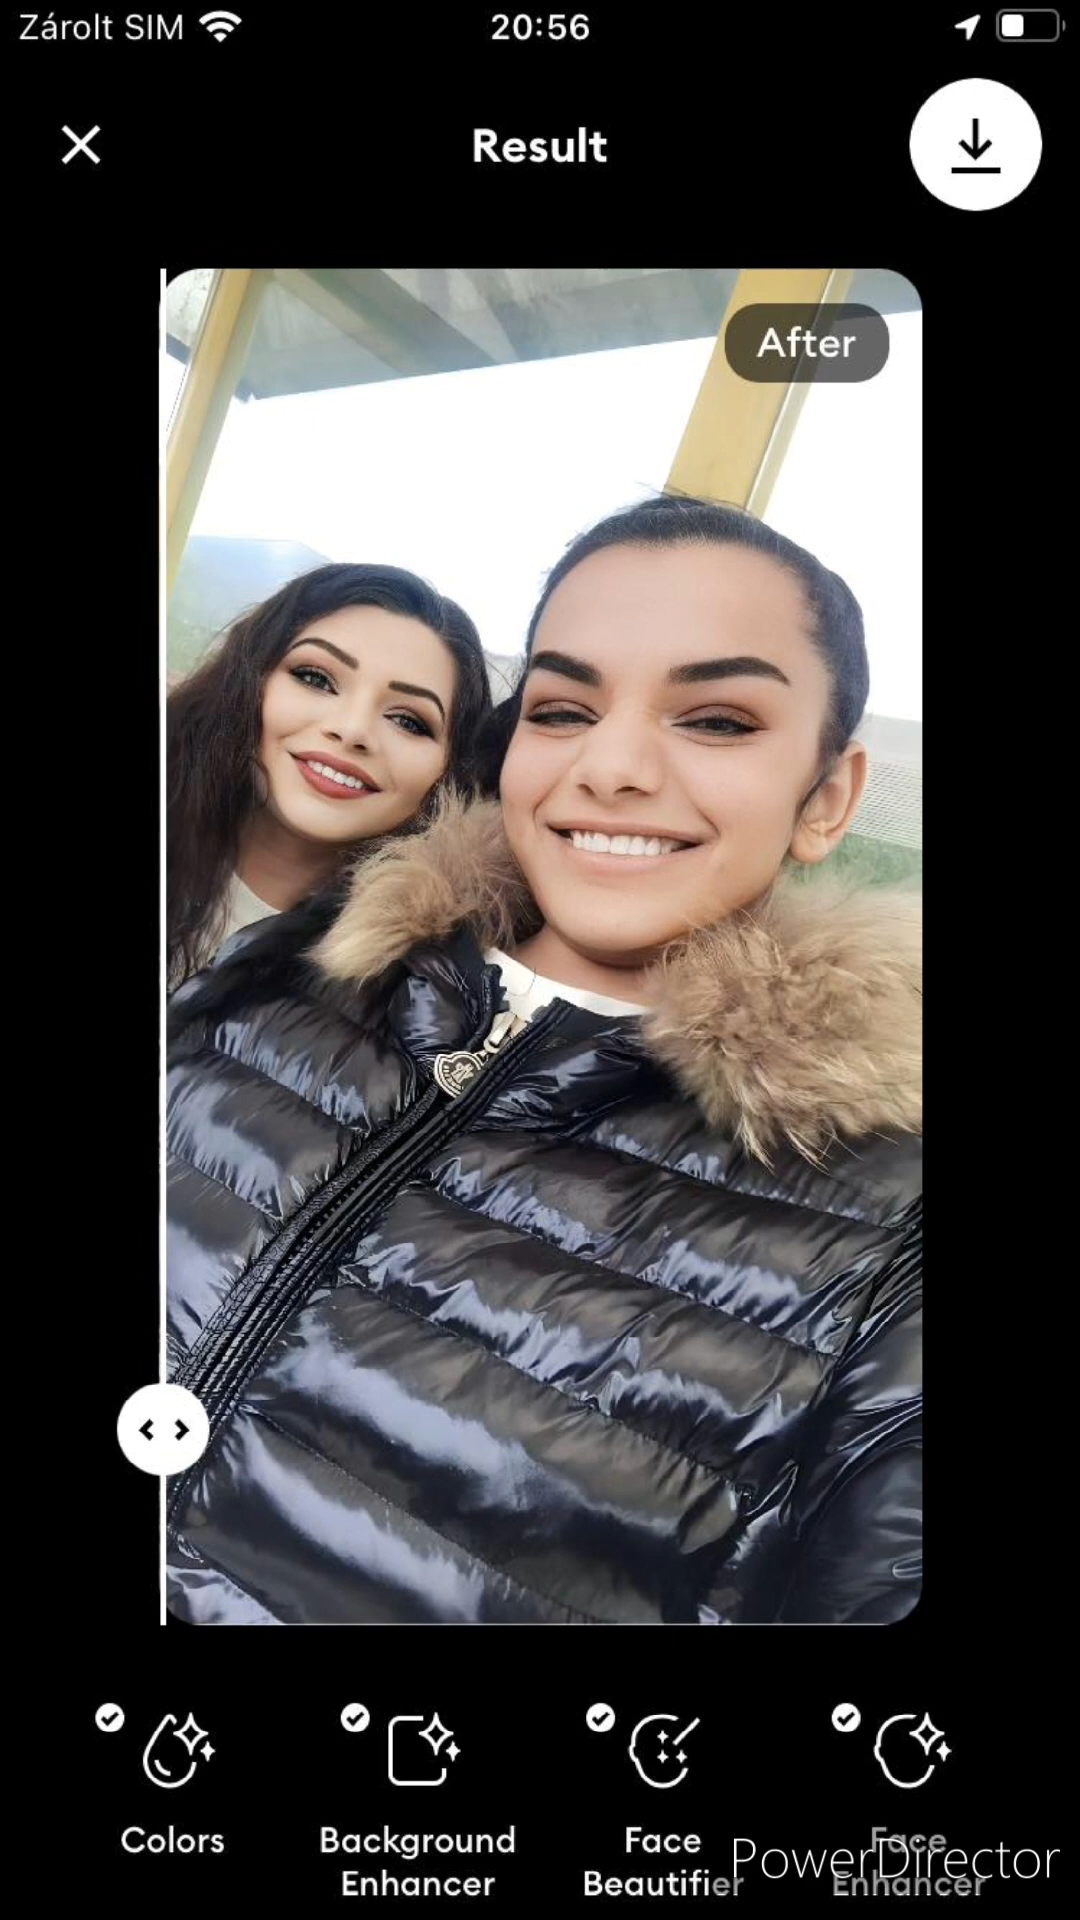 Zárolt SIM
20:56
Result
After
Colors
Background
Enhancer
Face
Beautifier
Face
Enhancer
PowerDirector